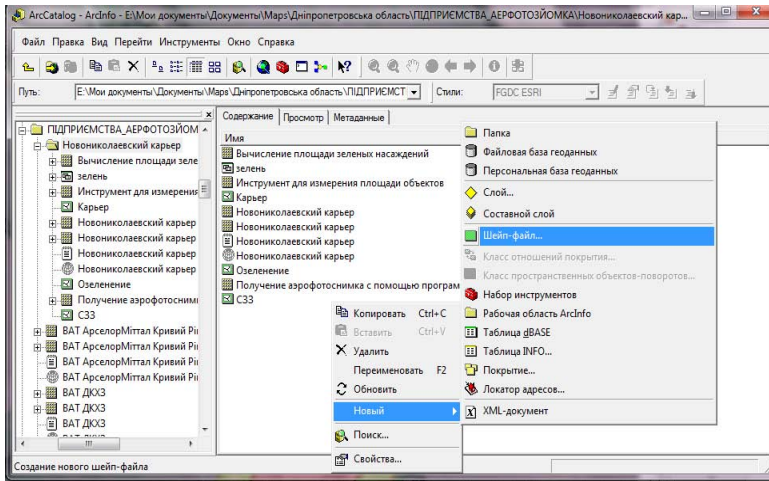 ArcCatalog - ArcInfo - E:\Мои документы\Документы\Maps\Дніпропетровська область\ПІДПРИЄМСТВА_АЕРФОТОЗЙОМКА\Новониколаевский кар...
Файл Правка Вид Перейти Инструменты Окно Справка
Путь: E:\Мои документы\Документы\Maps\Дніпропетровська область\ПІДПРИЄМСТ Стили: FGDC ESRI
ПІДПРИЄМСТВА_АЕРФОТОЗЙОМ
Новониколаевский карьер
Вычисление площади зеле
зелень
Инструмент для измерения
Карьер
Новониколаевский карьер
Новониколаевский карьер
Новониколаевский карьер
Новониколаевский карьер
Озеленение
Получение аэрофотосним
СЗЗ
ВАТ АрселорМіттал Кривий Рі
ВАТ АрселорМіттал Кривий Рі
ВАТ АрселорМіттал Кривий Рі
ВАТ АрселорМіттал Кривий Рі
ВАТ ДКХЗ
ВАТ ДКХЗ
ВАТ ДКХЗ
Содержание Просмотр Метаданные
Имя
Вычисление площади зеленых насаждений
зелень
Инструмент для измерения площади объектов
Карьер
Новониколаевский карьер
Новониколаевский карьер
Новониколаевский карьер
Новониколаевский карьер
Озеленение
Получение аэрофотоснимка с помощью програм
СЗЗ
Копировать Ctrl+C
Вставить Ctrl+V
Удалить
Переименовать F2
Обновить
Новый
Поиск...
Свойства...
Папка
Файловая база геоданных
Персональная база геоданных
Слой...
Составной слой
Шейп-файл...
Класс отношений покрытия...
Класс пространственных объектов-поворотов...
Набор инструментов
Рабочая область ArcInfo
Таблица dBASE
Таблица INFO...
Покрытие...
Локатор адресов...
XML-документ
Создание нового шейп-файла